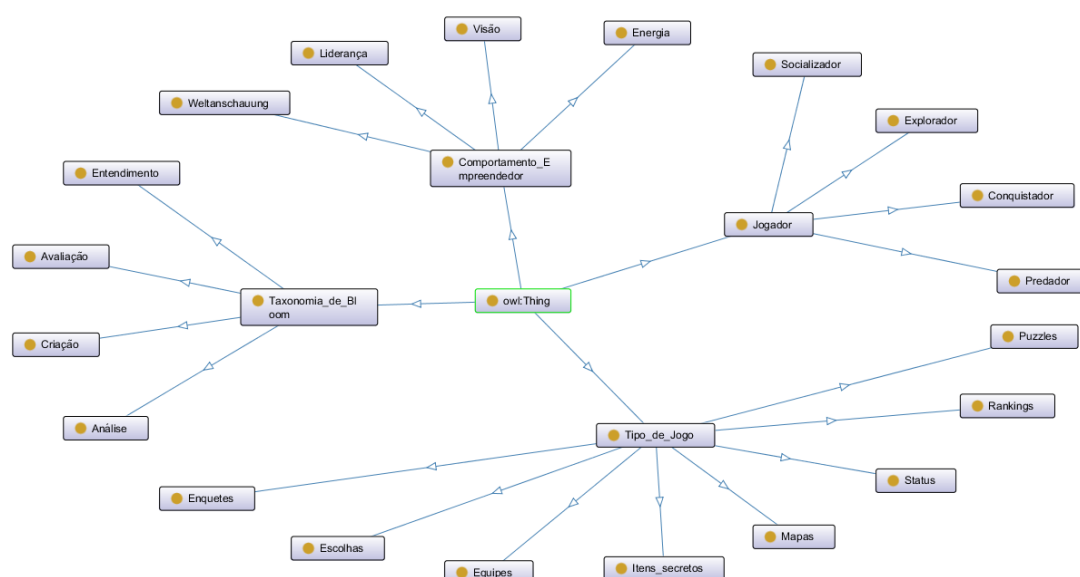 Visão
Energia
Liderança
Socializador
Weltanschauung
Explorador
Comportamento_E
mpreendedor
Entendimento
Conquistador
Jogador
Avaliação
Predador
Taxonomia_de_Bl
oom
owl:Thing
Criação
Puzzles
Rankings
Análise
Tipo_de_Jogo
Status
Enquetes
Mapas
Escolhas
Itens_secretos
Equipes